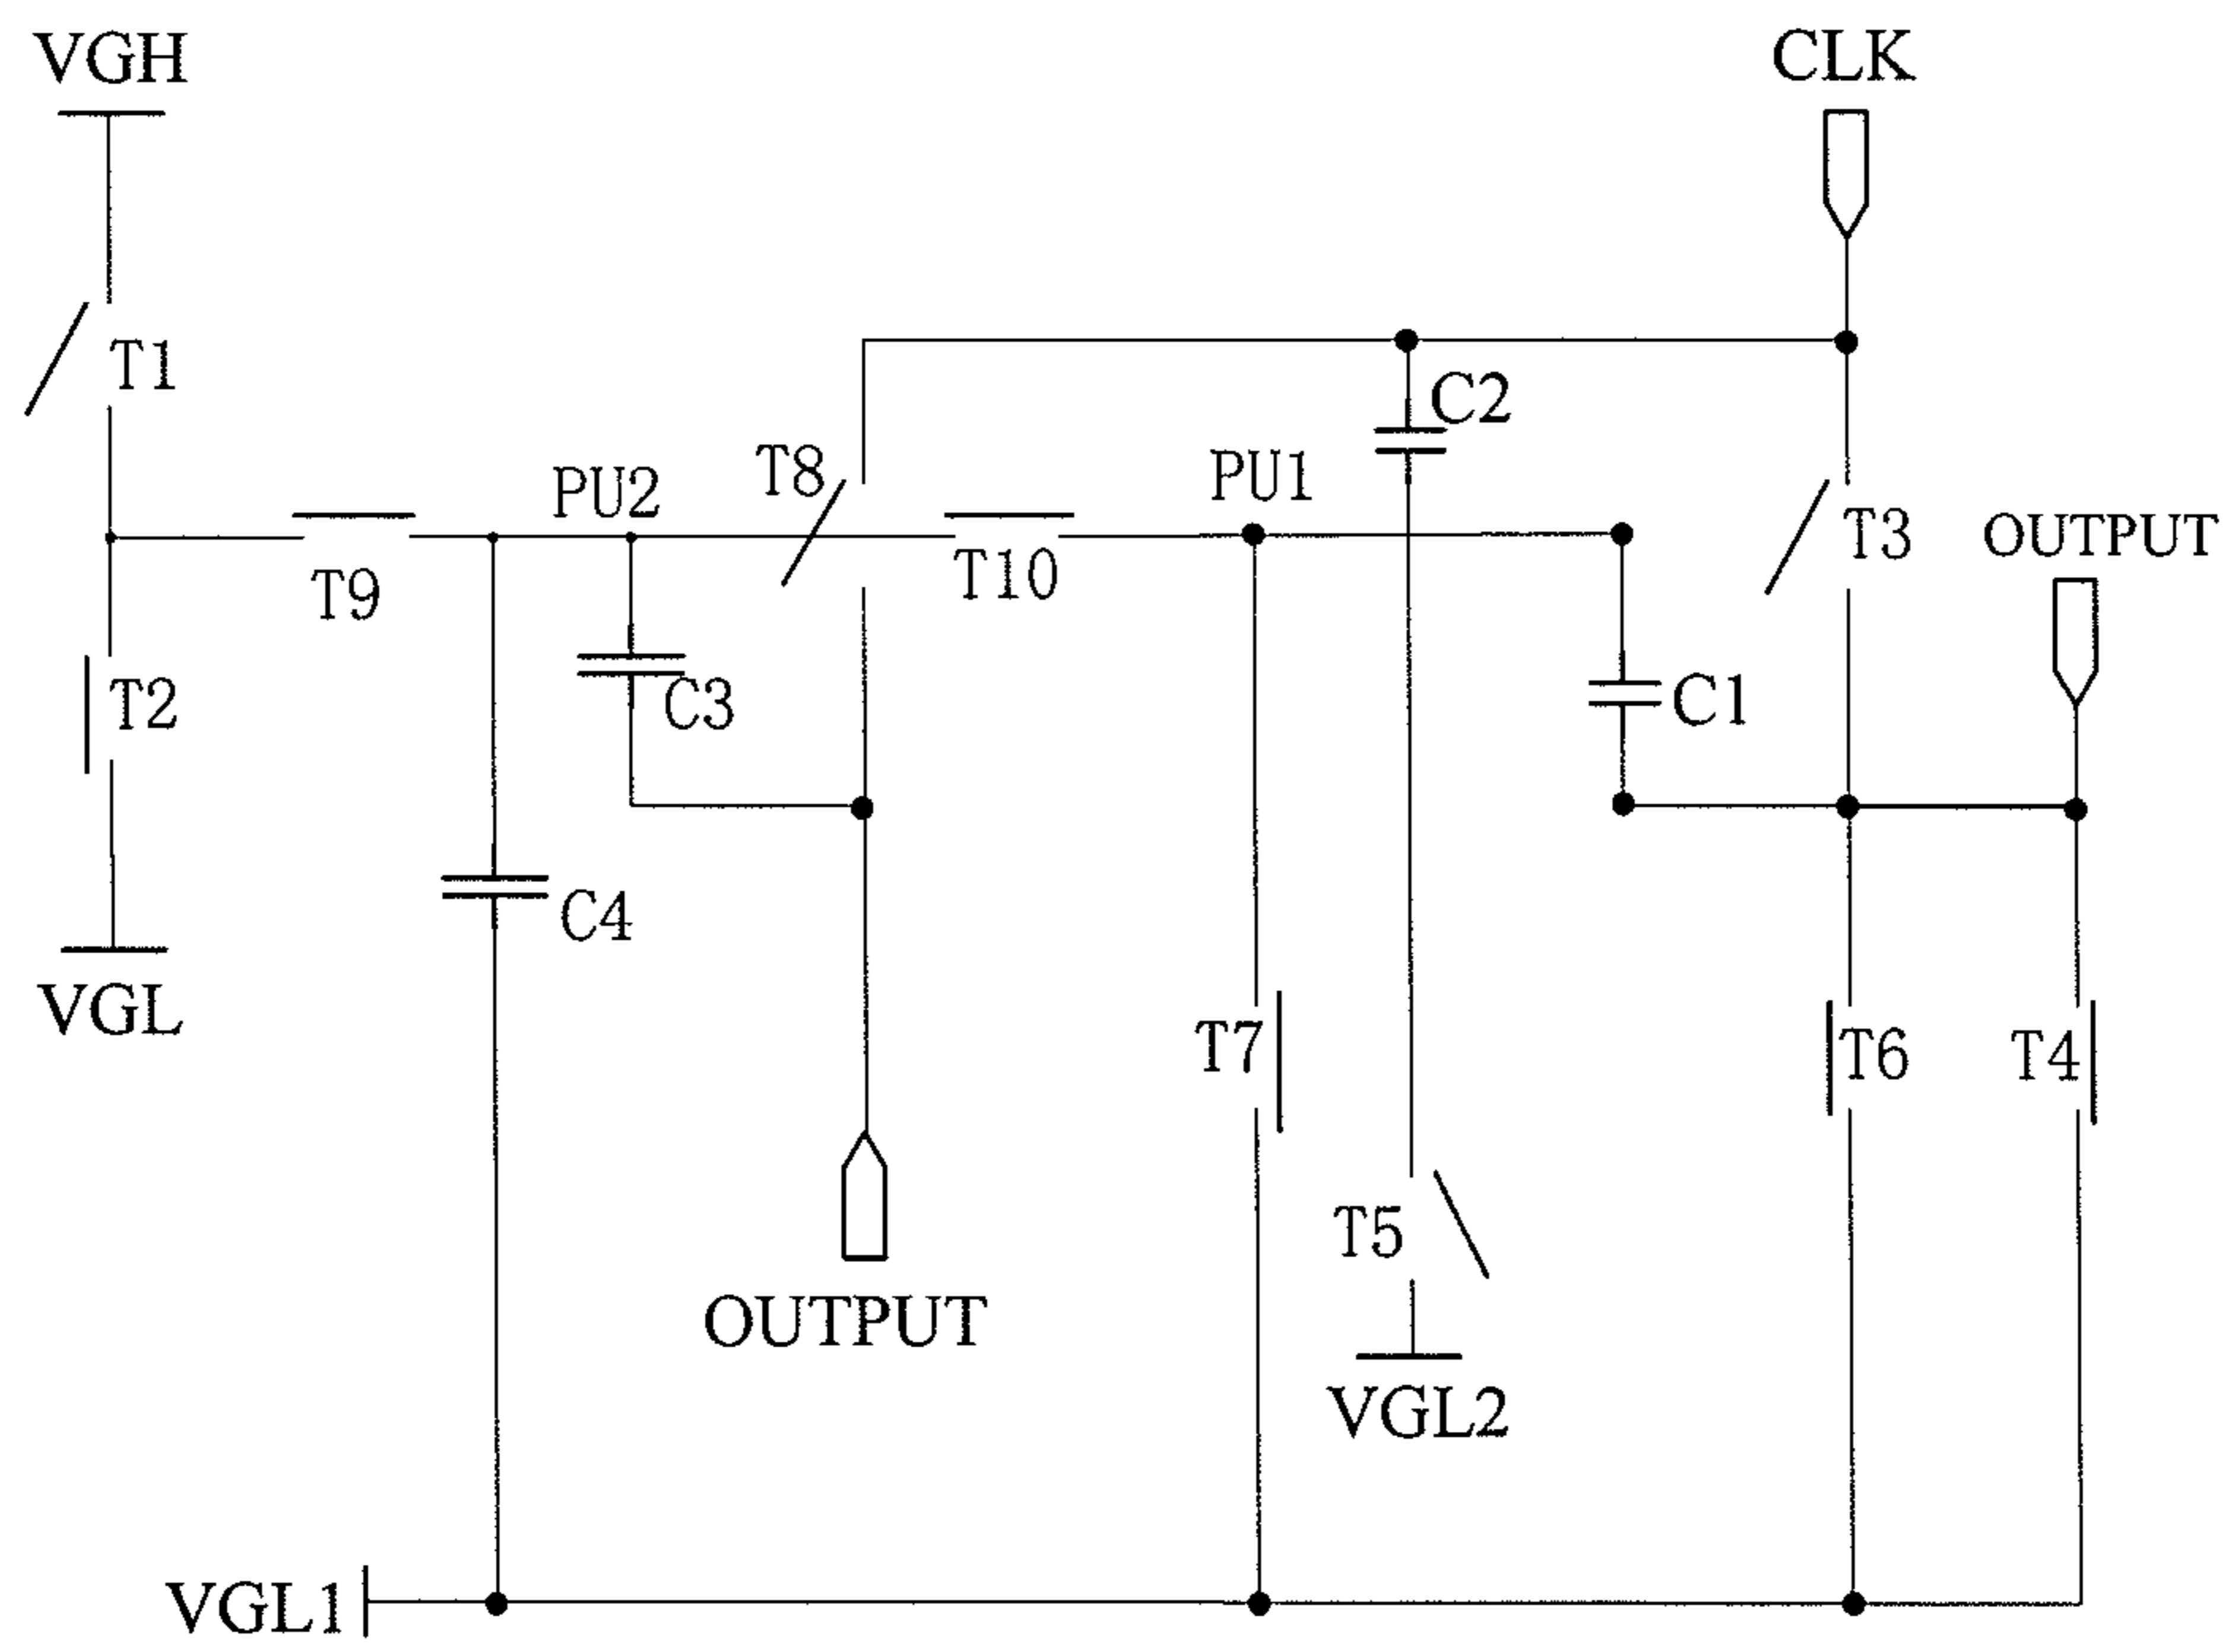 VGH
CLK
T1
C2
T8
PU2
PU1
T3
OUTPUT
T9
T10
T2
C3
C1
C4
VGL
T7
T6
T4
T5
OUTPUT
VGL2
VGL1